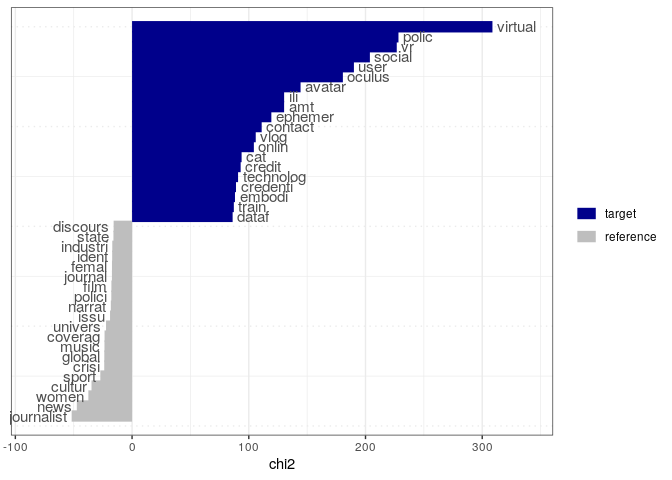 virtual
polic
vr
social
user
oculus
avatar
ili
amt
ephemer
contact
vlog
onlin
cat
credit
technolog
credenti
embodi
train
dataf
discours
state
industri
ident
femal
journal
film
polici
narrat
issu
univers
coverag
music
global
crisi
sport
cultur
women
news
journalist
target
reference
-100 0 100 200 300
chi2